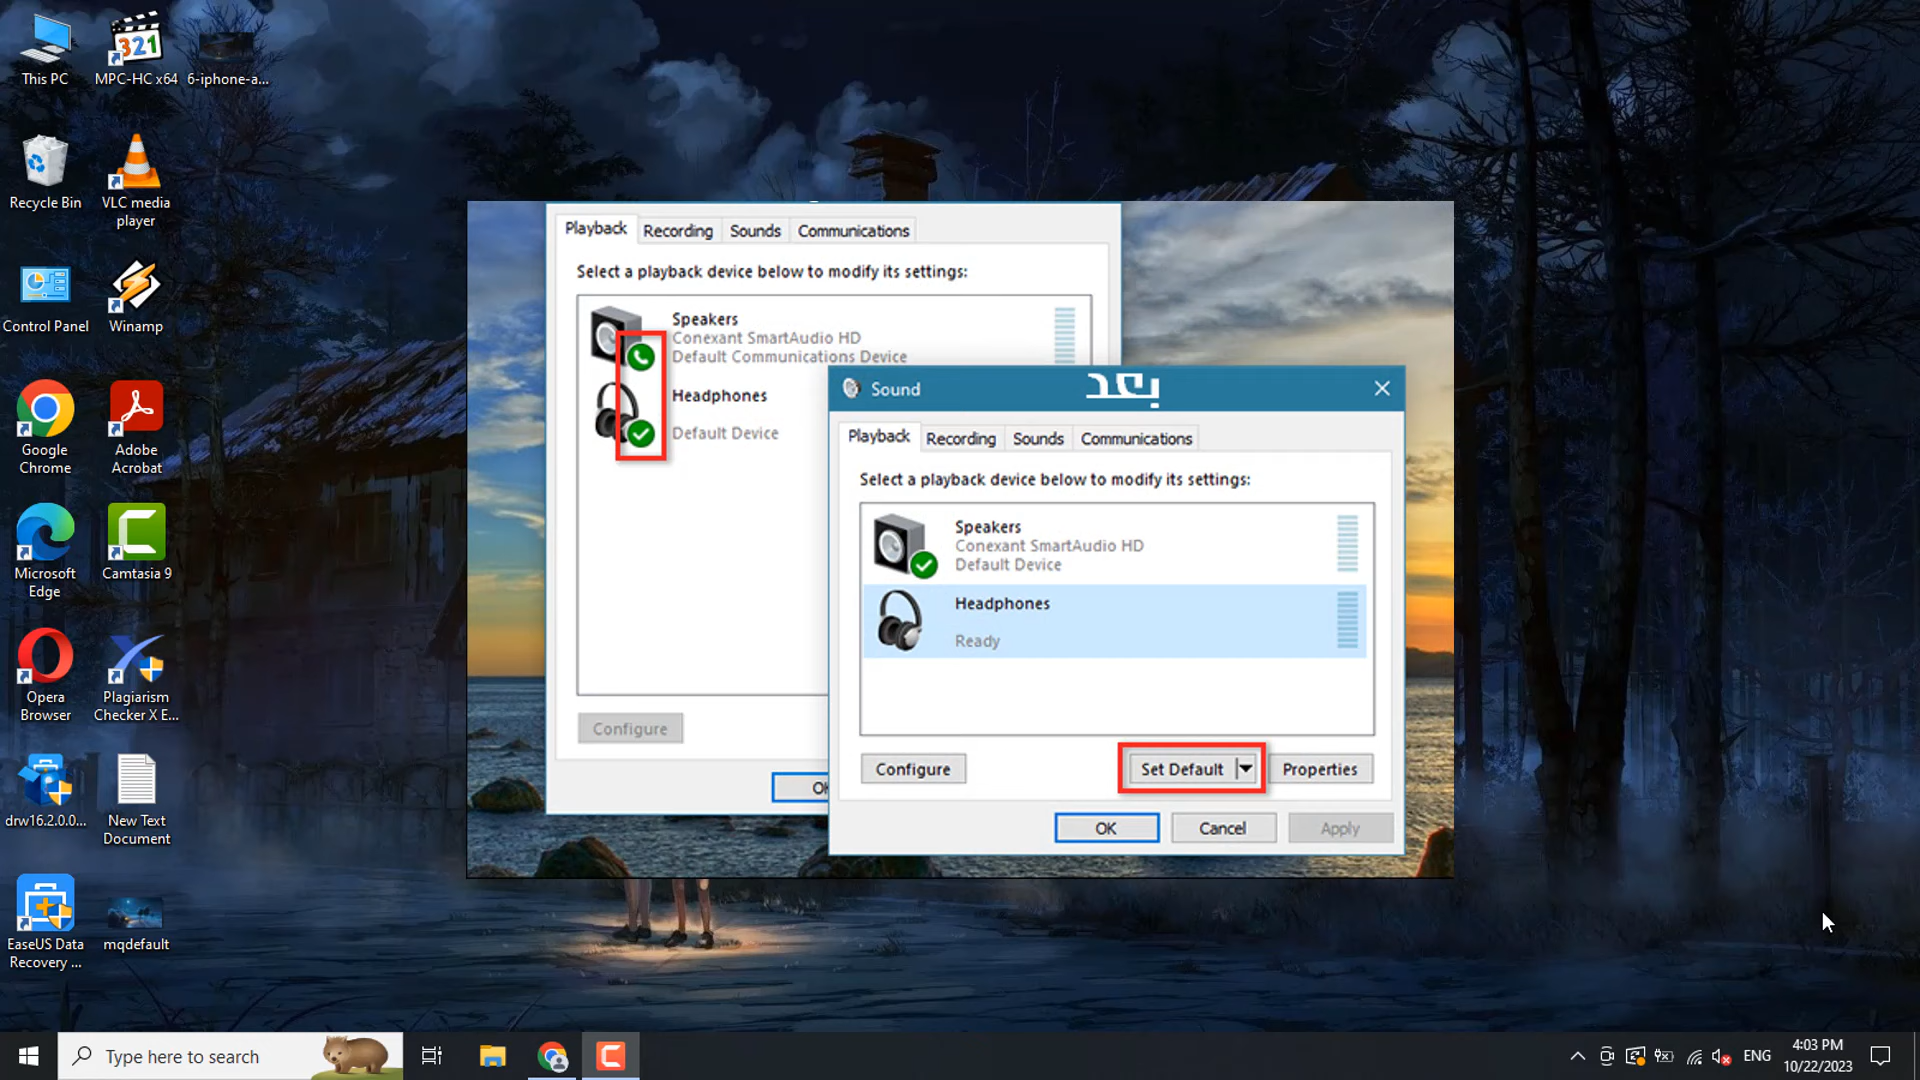 This PC
MPC-HC x64
6-iphone-a...
Recycle Bin
VLC media
player
Control Panel
Winamp
Google
Chrome
Adobe
Acrobat
Microsoft
Edge
Camtasia 9
Opera
Browser
Plagiarism
Checker X E...
drw16.2.0.0...
New Text
Document
EaseUS Data
Recovery ...
mqdefault
321
Playback
Recording
Sounds
Communications
Select a playback device below to modify its settings:
Speakers
Conexant SmartAudio HD
Default Communications Device
Headphones
Default Device
Configure
Sound
بعد
Playback
Recording
Sounds
Communications
Select a playback device below to modify its settings:
Speakers
Conexant SmartAudio HD
Default Device
Headphones
Ready
Configure
Set Default
Properties
OK
Cancel
Apply
Type here to search
ENG
4:03 PM
10/22/2023